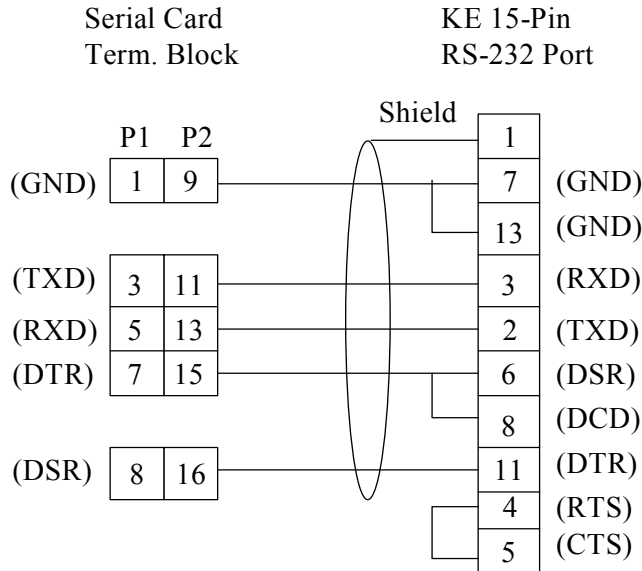 Serial Card KE 15-Pin
Term. Block RS-232 Port
Shield
P1 P2 1
(GND) 1 9 7 (GND)
13 (GND)
(TXD) 3 11 3 (RXD)
(RXD) 5 13 2 (TXD)
(DTR) 7 15 6 (DSR)
8 (DCD)
(DSR) 8 16 11 (DTR)
4 (RTS)
5 (CTS)